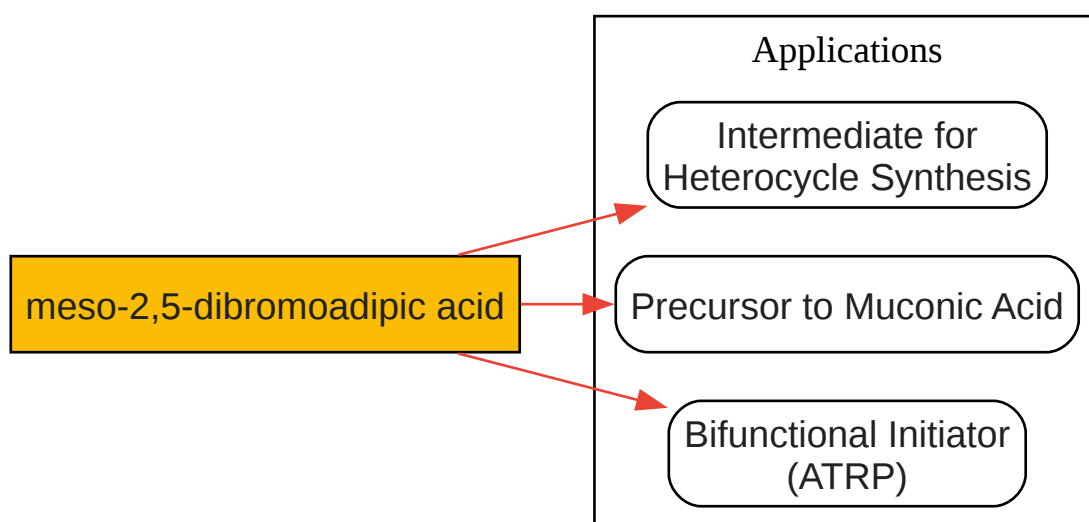 Applications
Intermediate for
Heterocycle Synthesis
meso-2,5-dibromoadipic acid
Precursor to Muconic Acid
Bifunctional Initiator
(ATRP)